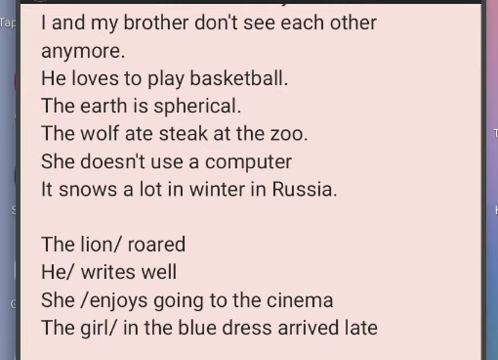 I and my brother don't see each other
anymore.
He loves to play basketball.
The earth is spherical.
The wolf ate steak at the zoo.
She doesn't use a computer
It snows a lot in winter in Russia.
The lion/ roared
He/ writes well
She /enjoys going to the cinema
The girl/ in the blue dress arrived late